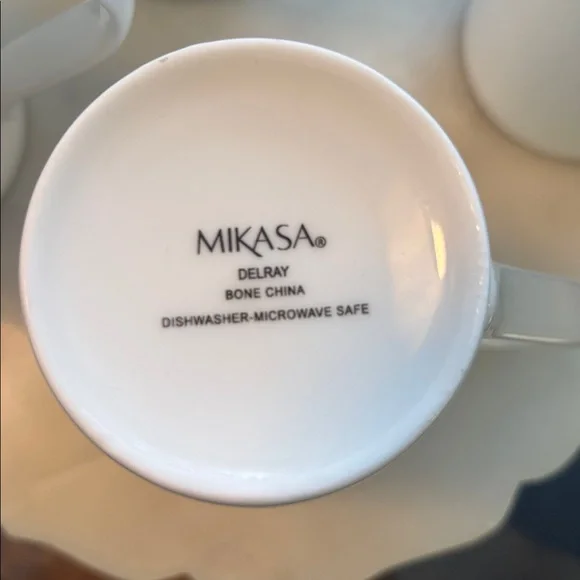 MIKASA®
DELRAY
BONE CHINA
DISHWASHER-MICROWAVE SAFE